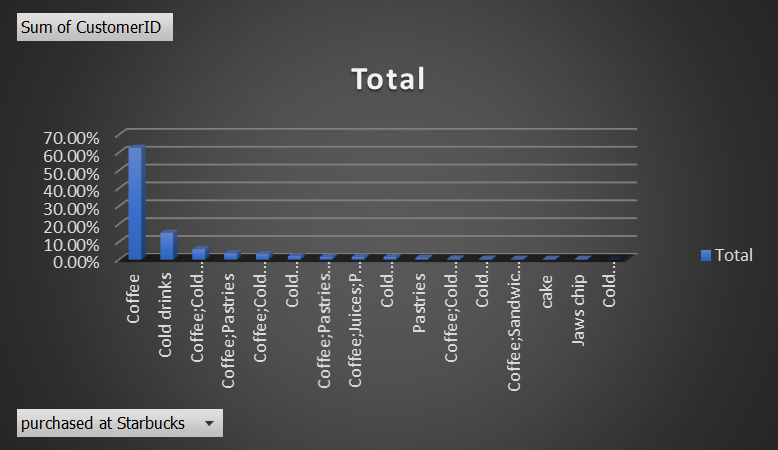 Sum of CustomerID
Total
70.00%
60.00%
50.00%
40.00%
30.00%
20.00%
10.00%
0.00%
Coffee
Cold drinks
Coffee;Cold…
Coffee;Pastries
Coffee;Cold…
Cold…
Coffee;Pastries…
Coffee;Juices;P…
Cold…
Pastries
Coffee;Cold…
Cold…
Coffee;Sandwic…
cake
Jaws chip
Cold…
Total
purchased at Starbucks